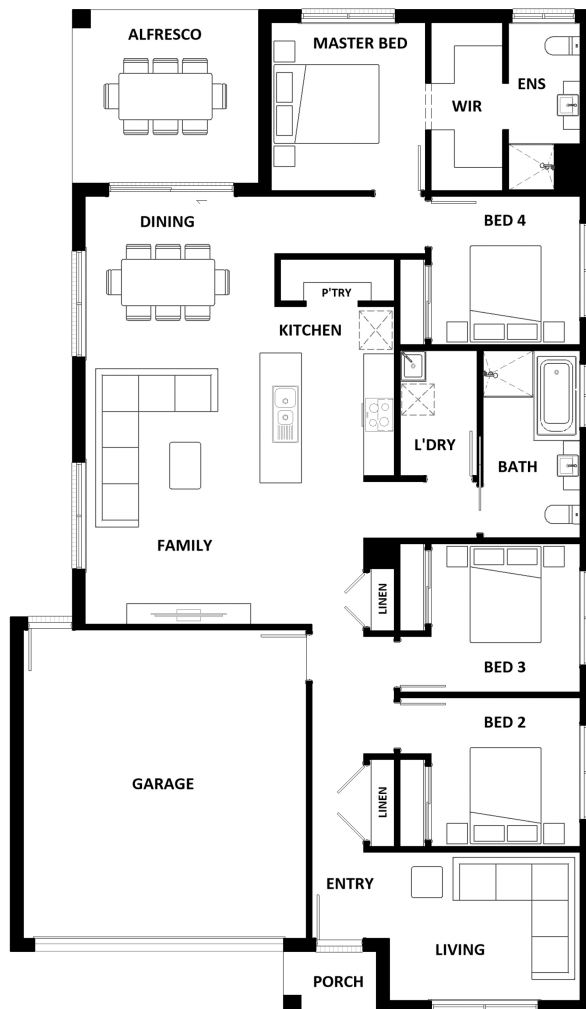 ALFRESCO
MASTER BED
WIR
ENS
DINING
BED 4
P'TRY
KITCHEN
L'DRY
BATH
FAMILY
LINEN
BED 3
BED 2
GARAGE
LINEN
ENTRY
LIVING
PORCH